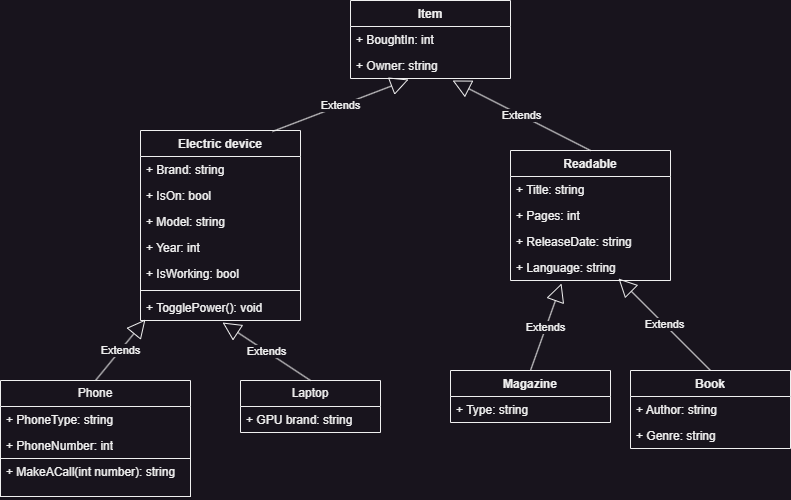 Item
+ BoughtIn: int
+ Owner: string
Extends
Extends
Electric device
+ Brand: string
+ IsOn: bool
+ Model: string
+ Year: int
+ IsWorking: bool
+ TogglePower(): void
Readable
+ Title: string
+ Pages: int
+ ReleaseDate: string
+ Language: string
Extends
Extends
Extends
Extends
Phone
+ PhoneType: string
+ PhoneNumber: int
+ MakeACall(int number): string
Laptop
+ GPU brand: string
Magazine
+ Type: string
Book
+ Author: string
+ Genre: string